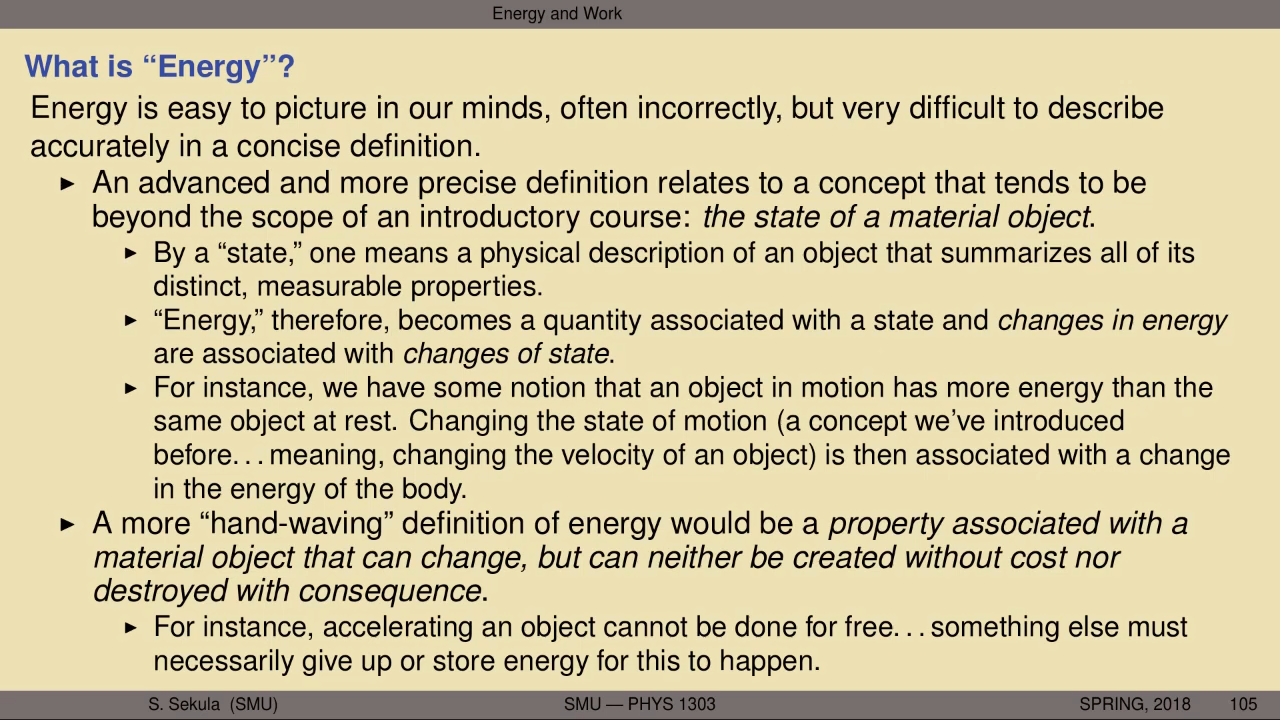 Energy and Work
What is “Energy”?
Energy is easy to picture in our minds, often incorrectly, but very difficult to describe
accurately in a concise definition.
▶ An advanced and more precise definition relates to a concept that tends to be
beyond the scope of an introductory course: the state of a material object.
▶ By a “state,” one means a physical description of an object that summarizes all of its
distinct, measurable properties.
▶ “Energy,” therefore, becomes a quantity associated with a state and changes in energy
are associated with changes of state.
▶ For instance, we have some notion that an object in motion has more energy than the
same object at rest. Changing the state of motion (a concept we’ve introduced
before. . . meaning, changing the velocity of an object) is then associated with a change
in the energy of the body.
▶ A more “hand-waving” definition of energy would be a property associated with a
material object that can change, but can neither be created without cost nor
destroyed with consequence.
▶ For instance, accelerating an object cannot be done for free. . . something else must
necessarily give up or store energy for this to happen.
S. Sekula (SMU) SMU — PHYS 1303 SPRING, 2018 105